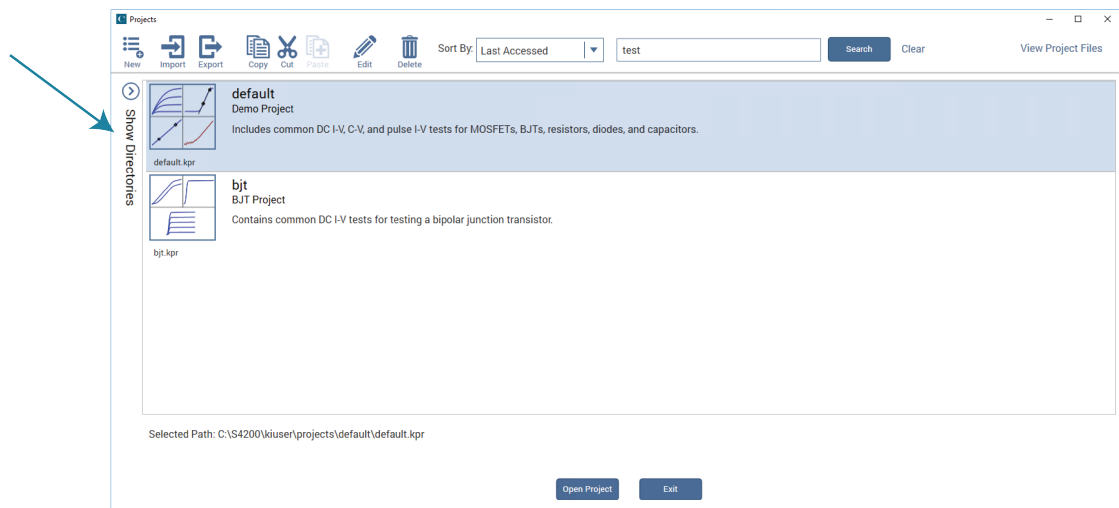 Projects
New Import Export Copy Cut Paste Edit Delete Sort By: Last Accessed test Search Clear View Project Files
Show Directories
default
Demo Project
Includes common DC I-V, C-V, and pulse I-V tests for MOSFETs, BJTs, resistors, diodes, and capacitors.
default.kpr
bjt
BJT Project
Contains common DC I-V tests for testing a bipolar junction transistor.
bjt.kpr
Selected Path: C:\S4200\kiuser\projects\default\default.kpr
Open Project Exit